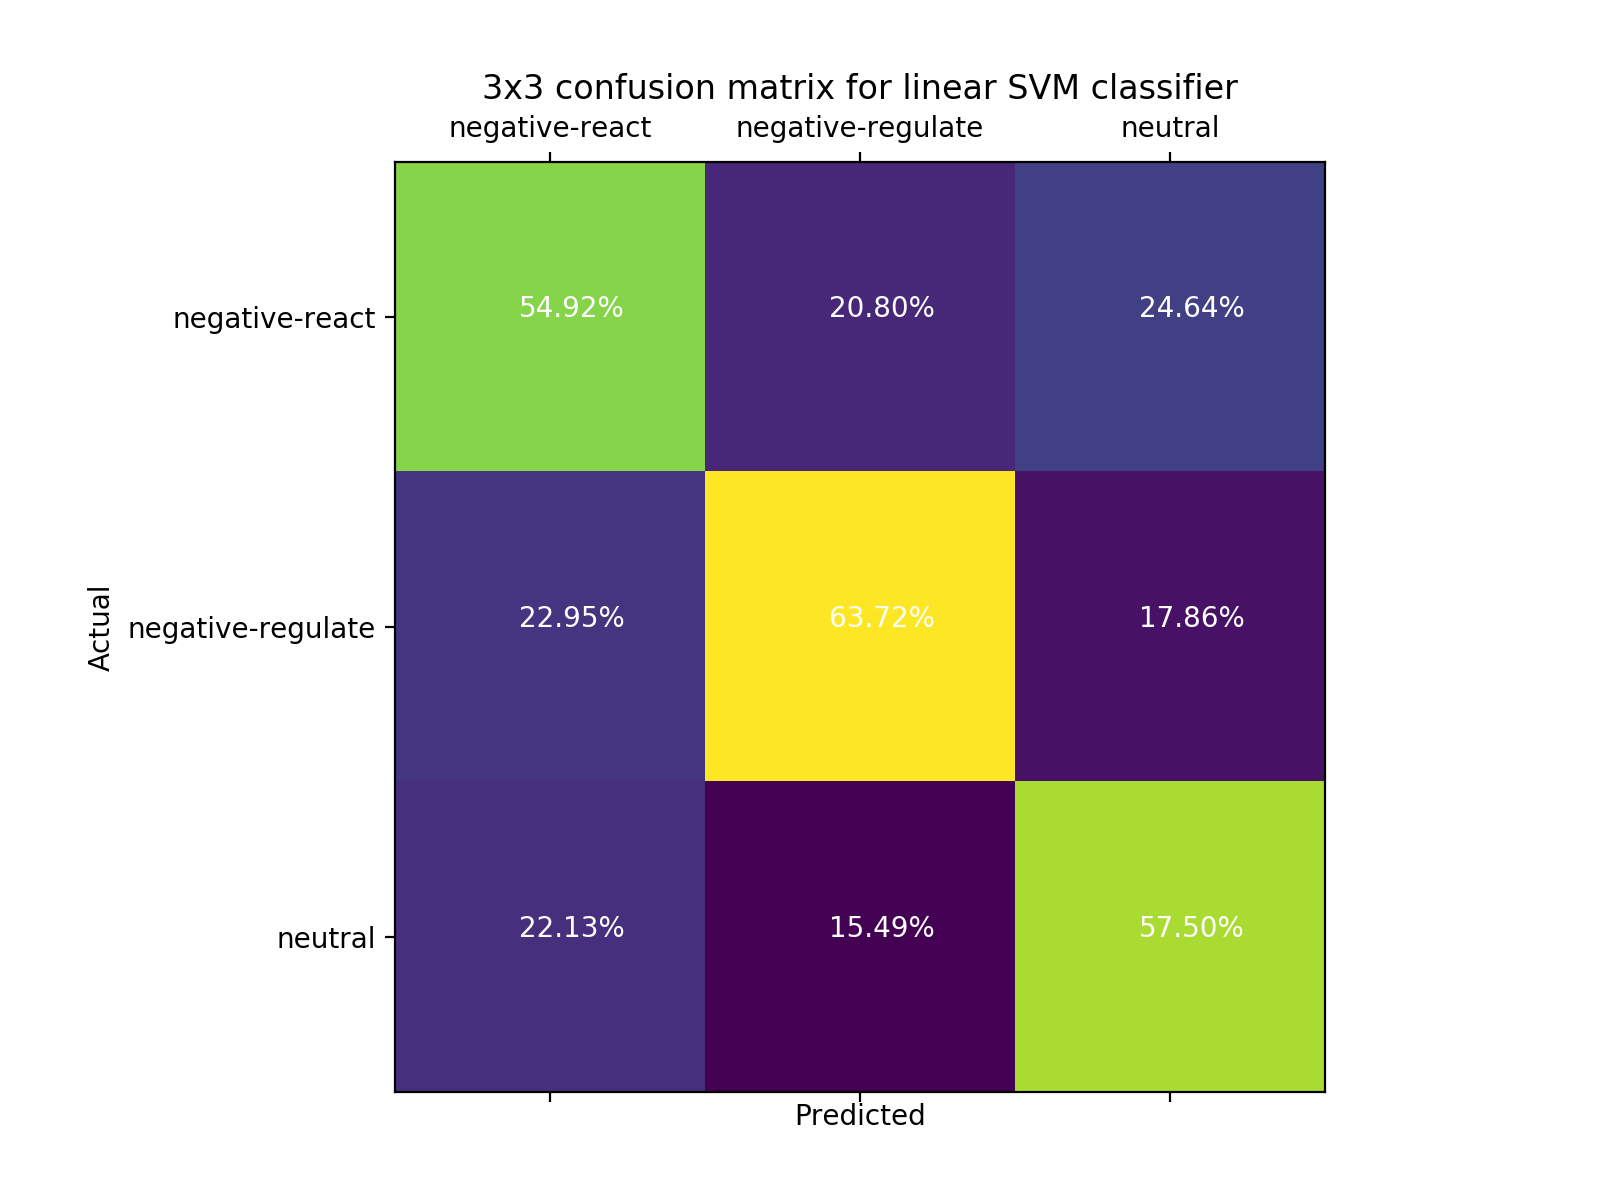 3x3 confusion matrix for linear SVM classifier
negative-react negative-regulate neutral
negative-react 54.92% 20.80% 24.64%
Actual
negative-regulate 22.95% 63.72% 17.86%
neutral 22.13% 15.49% 57.50%
Predicted